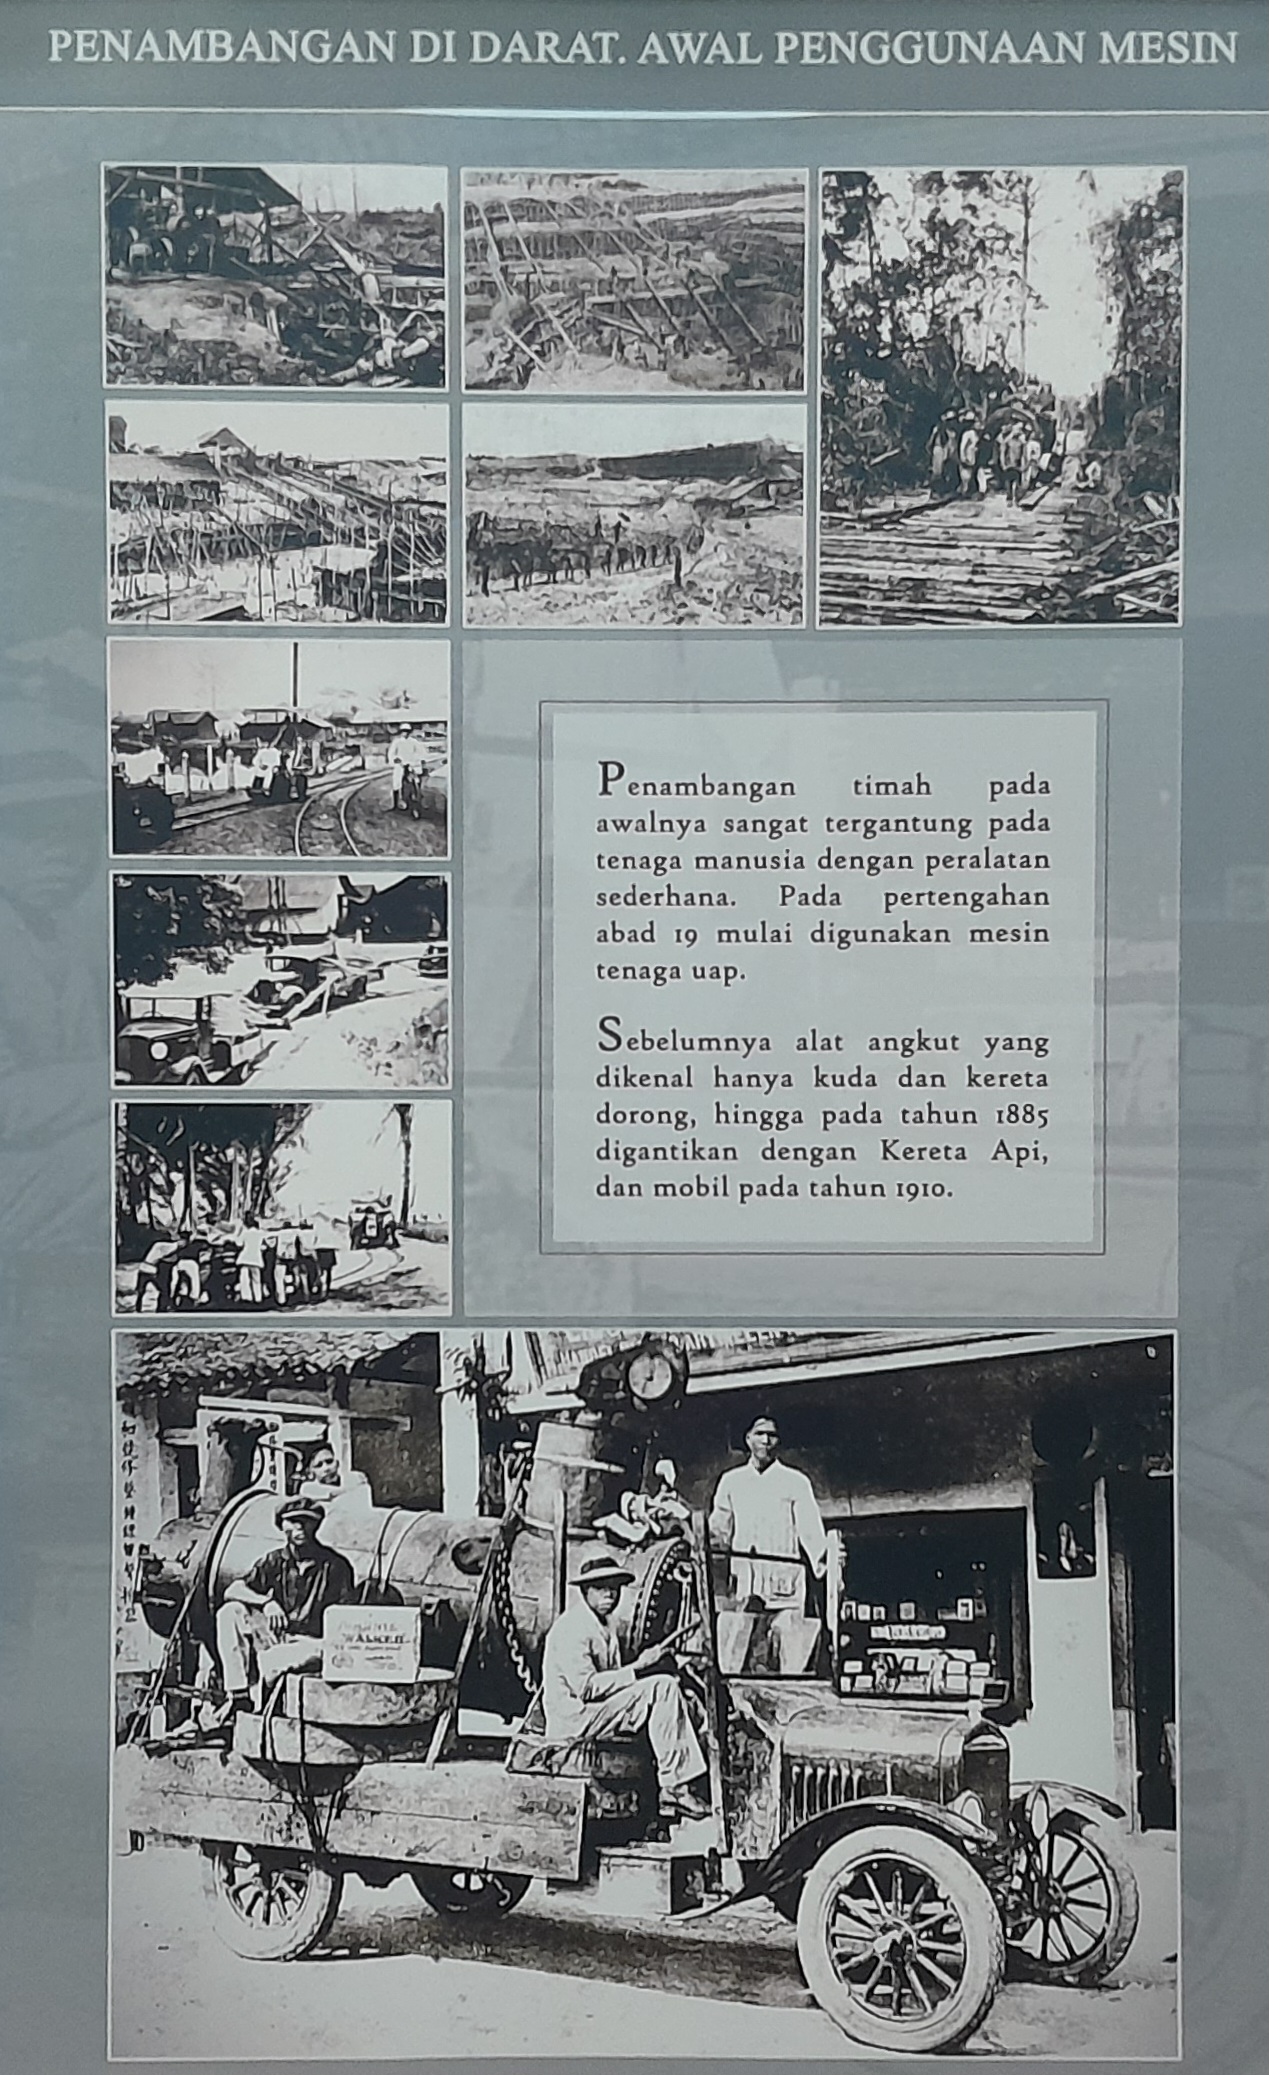 PENAMBANGAN DI DARAT. AWAL PENGGUNAAN MESIN
Penambangan timah pada
awalnya sangat tergantung pada
tenaga manusia dengan peralatan
sederhana. Pada pertengahan
abad 19 mulai digunakan mesin
tenaga uap.
Sebelumnya alat angkut yang
dikenal hanya kuda dan kereta
dorong, hingga pada tahun 1885
digantikan dengan Kereta Api,
dan mobil pada tahun 1910.
WALKER